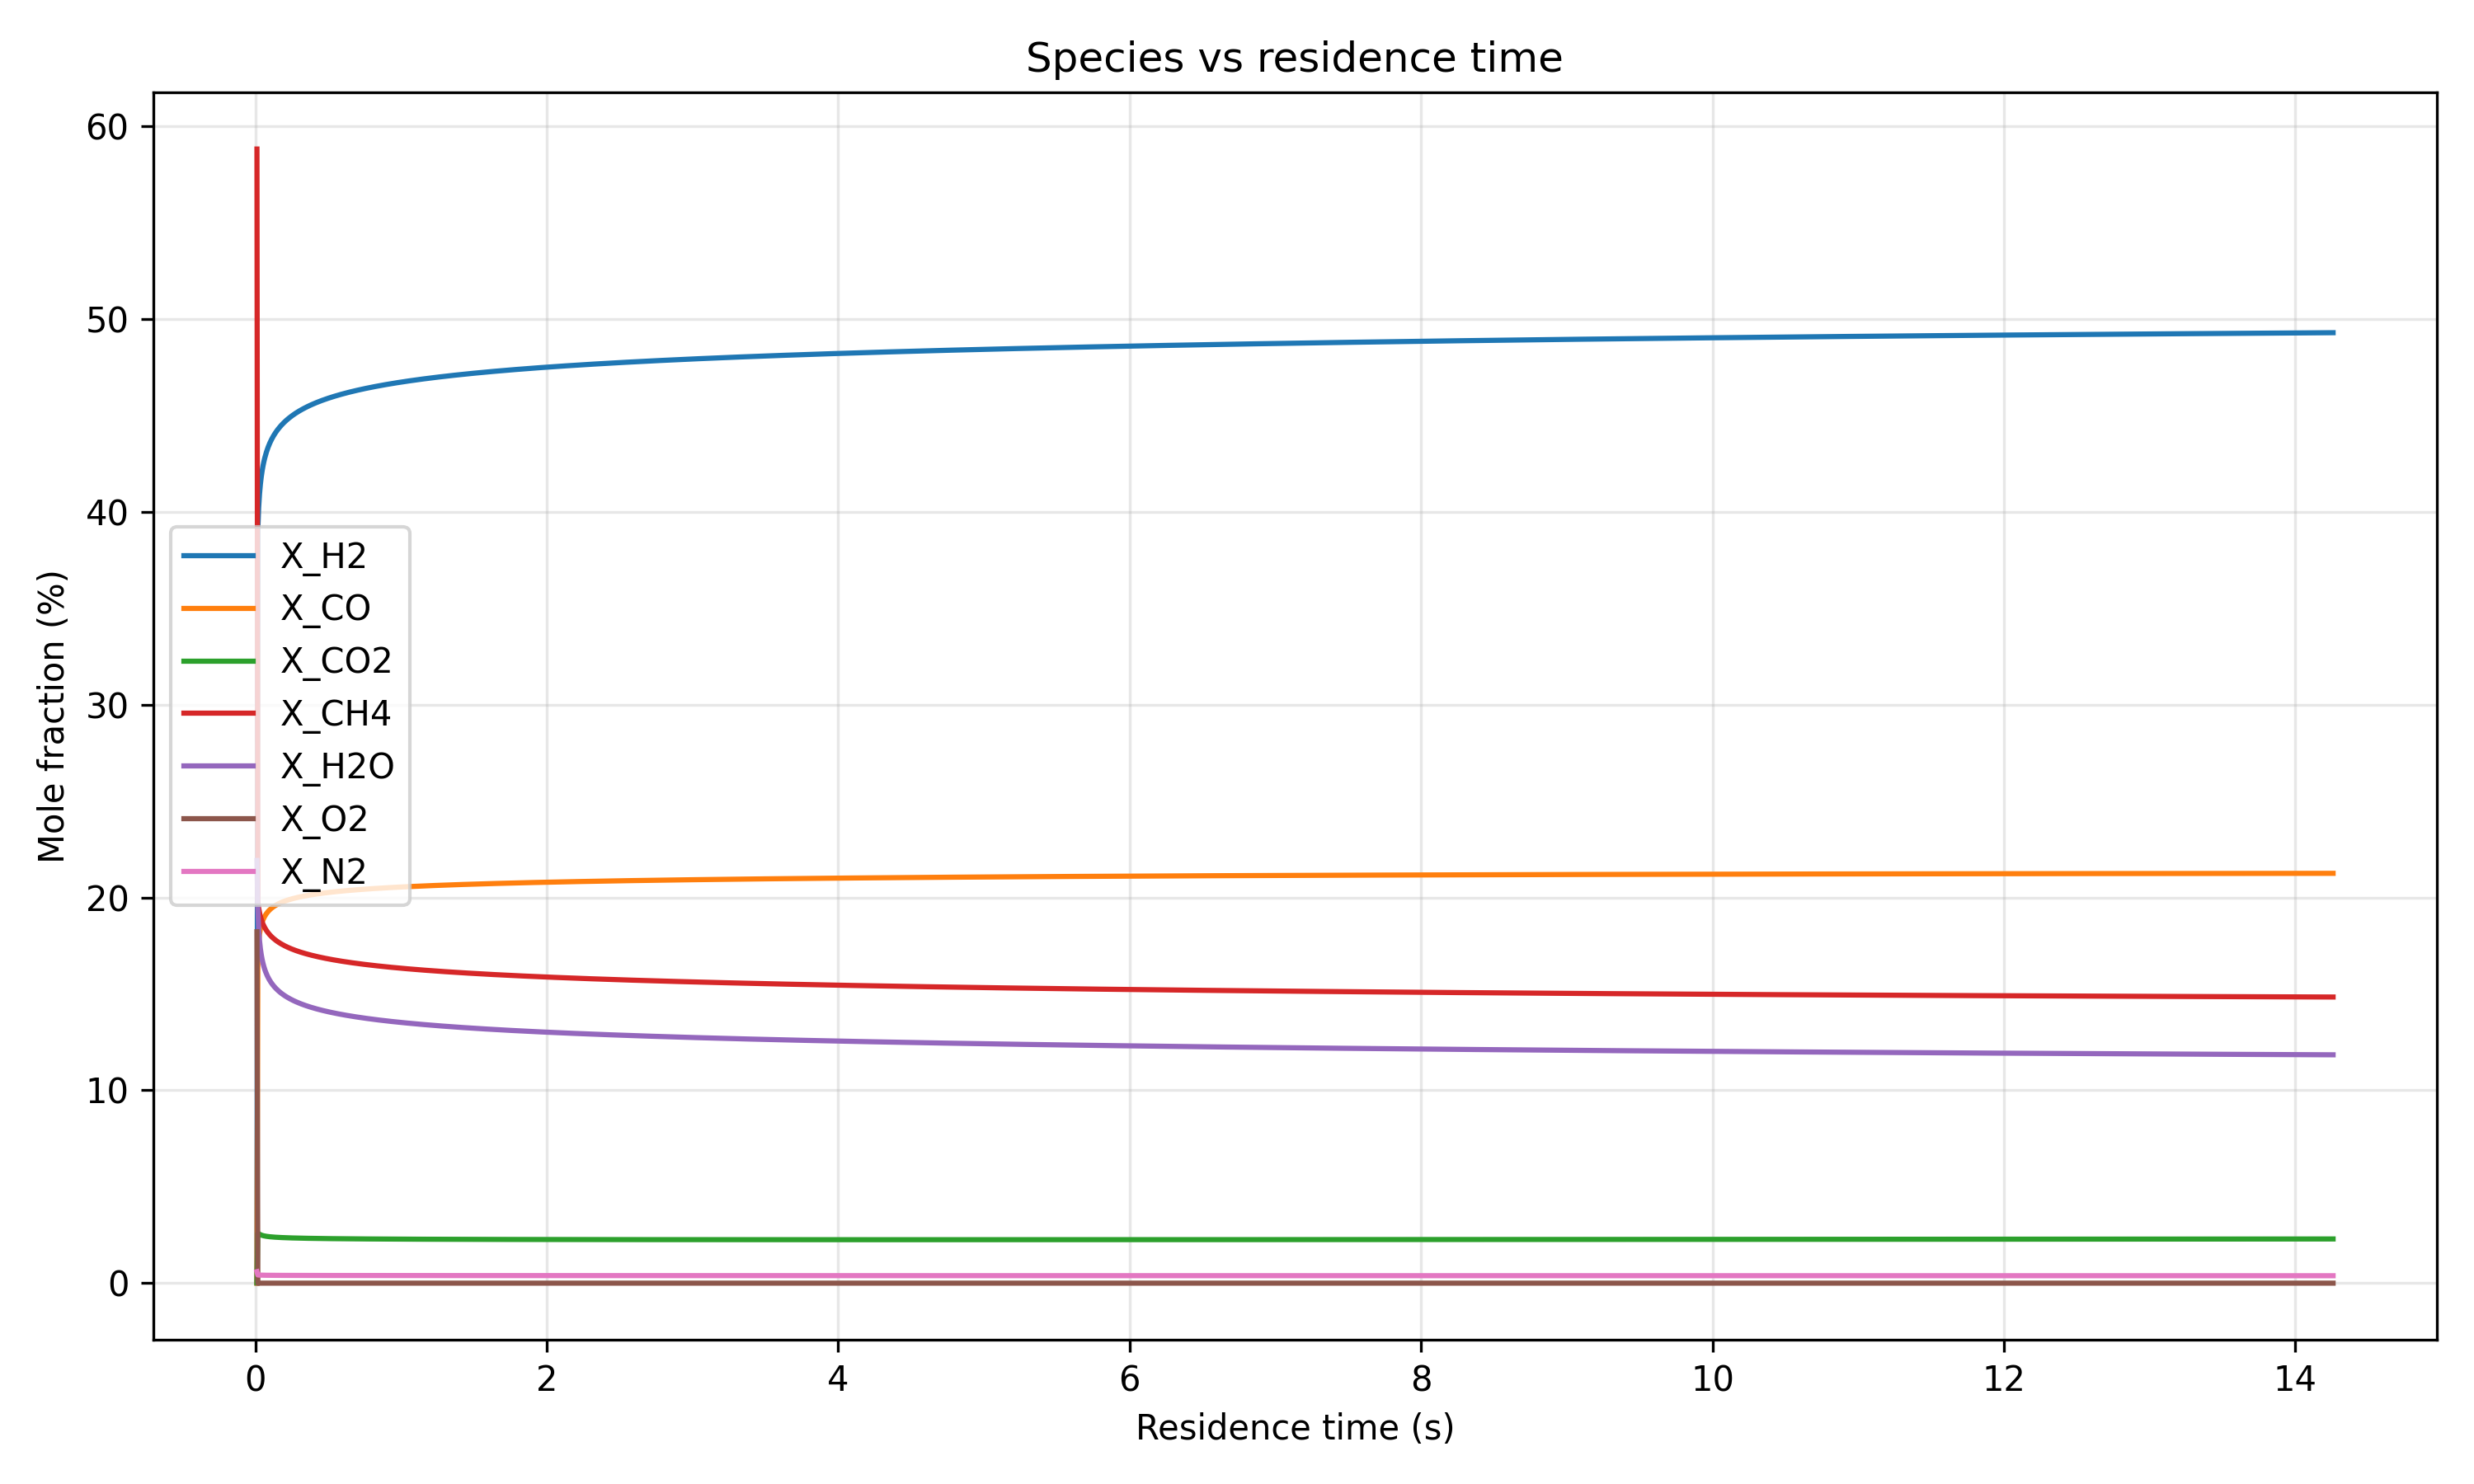 Species vs residence time
Mole fraction (%)
60
50
40
30
20
10
0
X_H2
X_CO
X_CO2
X_CH4
X_H2O
X_O2
X_N2
0 2 4 6 8 10 12 14
Residence time (s)